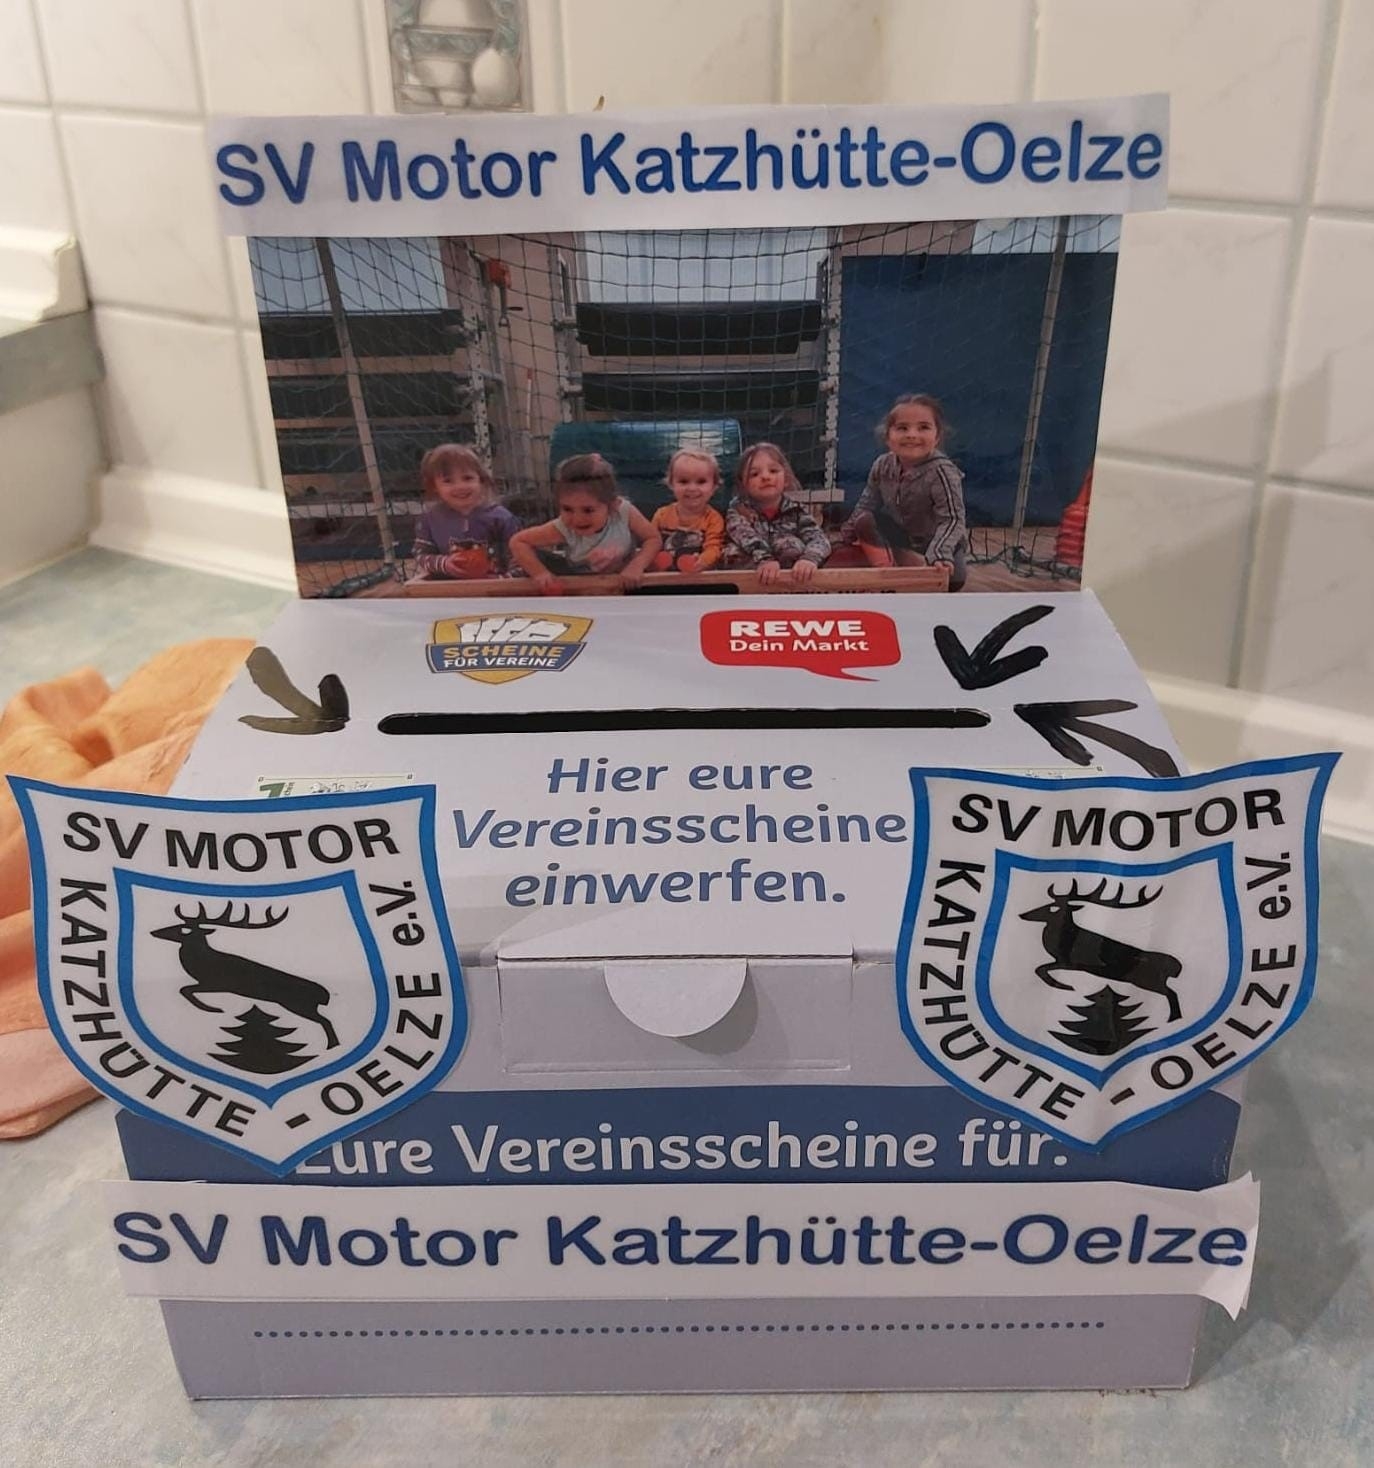 SV Motor Katzhütte-Oelze
SCHEINE
FÜR VEREINE
REWE
Dein Markt
Hier eure
Vereinsscheine
einwerfen.
SV MOTOR
KATZHÜTTE - OELZE e.V.
SV MOTOR
KATZHÜTTE - OELZE e.V.
Eure Vereinsscheine für:
SV Motor Katzhütte-Oelze